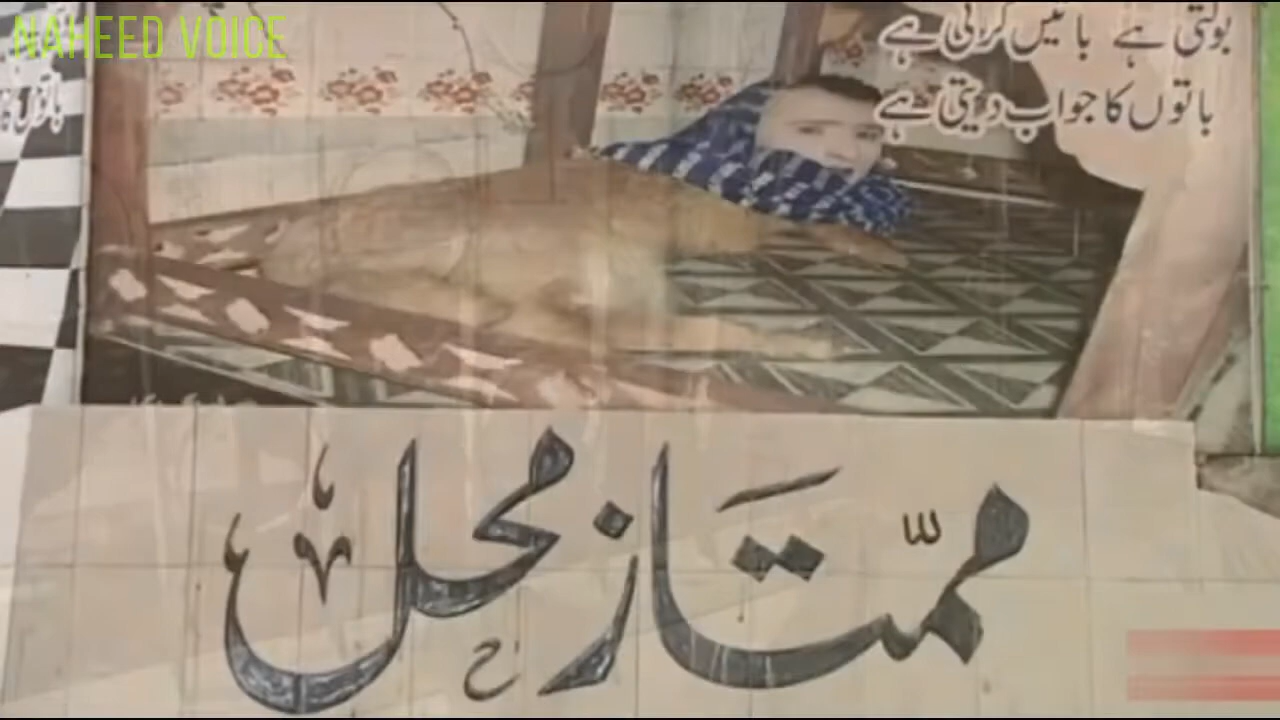 NAHEED VOICE
بولتی ہے باتیں کرتی ہے
باتوں کا جواب دیتی ہے
ممتاز محل